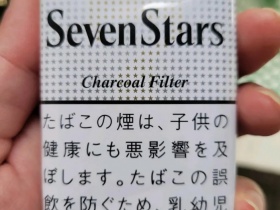 SevenStars
Charcoal Filter
たばこの煙は、子供の
健康にも悪影響を及
ぼします。たばこの誤
飲を防ぐため、乳幼児